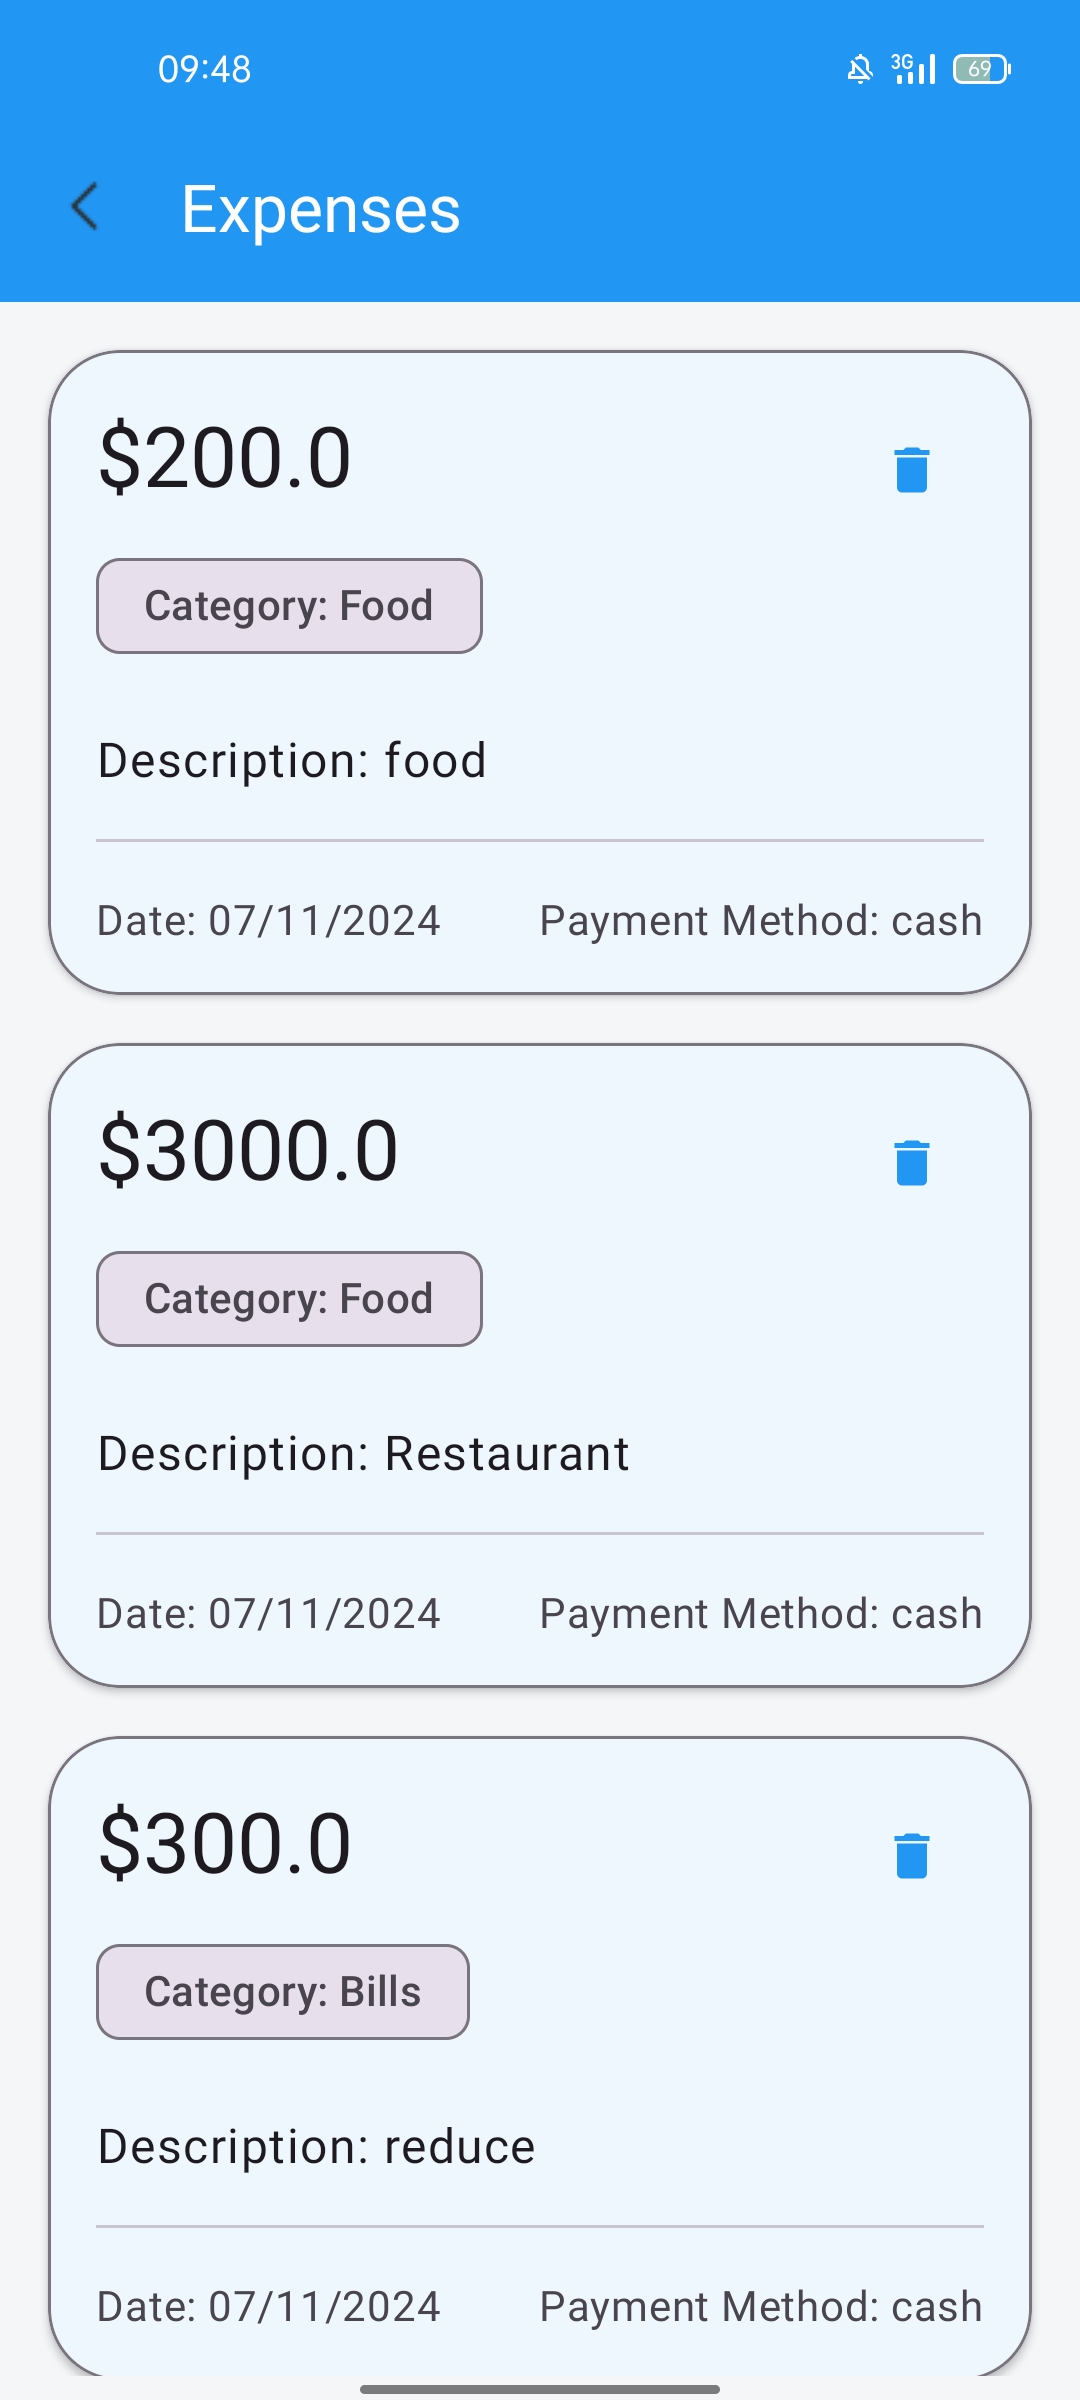 09:48 3G 69
Expenses
$200.0
Category: Food
Description: food
Date: 07/11/2024 Payment Method: cash
$3000.0
Category: Food
Description: Restaurant
Date: 07/11/2024 Payment Method: cash
$300.0
Category: Bills
Description: reduce
Date: 07/11/2024 Payment Method: cash